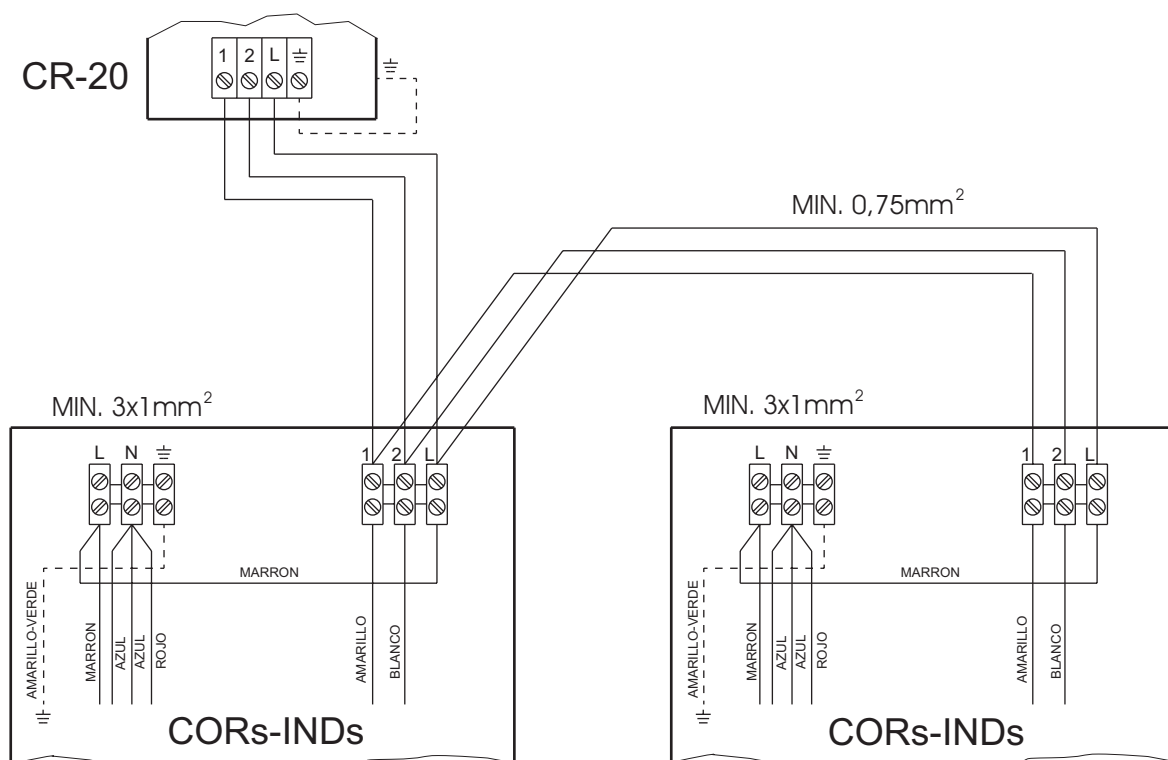 1 2 L
CR-20
MIN. 0,75mm²
MIN. 3x1mm²
L N
1 2 L
MARRON
AMARILLO-VERDE
MARRON
AZUL
AZUL
ROJO
AMARILLO
BLANCO
CORs-INDs
MIN. 3x1mm²
L N
1 2 L
MARRON
AMARILLO-VERDE
MARRON
AZUL
AZUL
ROJO
AMARILLO
BLANCO
CORs-INDs